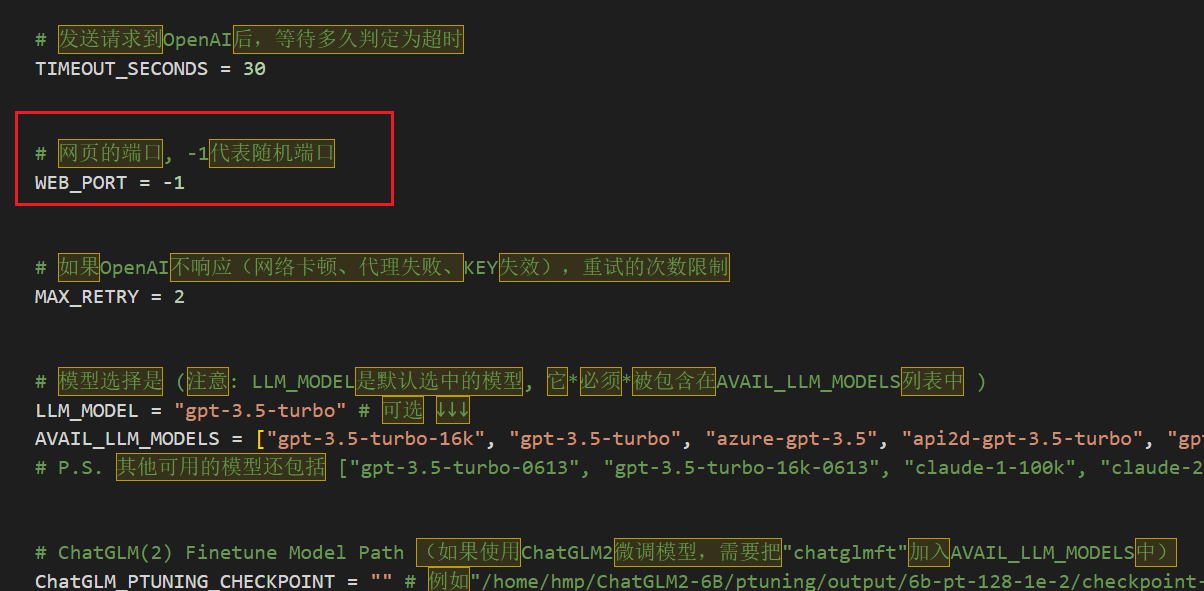 # 发送请求到OpenAI后，等待多久判定为超时
TIMEOUT_SECONDS = 30
# 网页的端口, -1代表随机端口
WEB_PORT = -1
# 如果OpenAI不响应（网络卡顿、代理失败、KEY失效），重试的次数限制
MAX_RETRY = 2
# 模型选择是 (注意: LLM_MODEL是默认选中的模型, 它*必须*被包含在AVAIL_LLM_MODELS列表中 )
LLM_MODEL = "gpt-3.5-turbo" # 可选 ↓↓↓
AVAIL_LLM_MODELS = ["gpt-3.5-turbo-16k", "gpt-3.5-turbo", "azure-gpt-3.5", "api2d-gpt-3.5-turbo", "gp
# P.S. 其他可用的模型还包括 ["gpt-3.5-turbo-0613", "gpt-3.5-turbo-16k-0613", "claude-1-100k", "claude-2
# ChatGLM(2) Finetune Model Path （如果使用ChatGLM2微调模型，需要把"chatglmft"加入AVAIL_LLM_MODELS中）
ChatGLM_PTUNING_CHECKPOINT = "" # 例如"/home/hmp/ChatGLM2-6B/ptuning/output/6b-pt-128-1e-2/checkpoint-